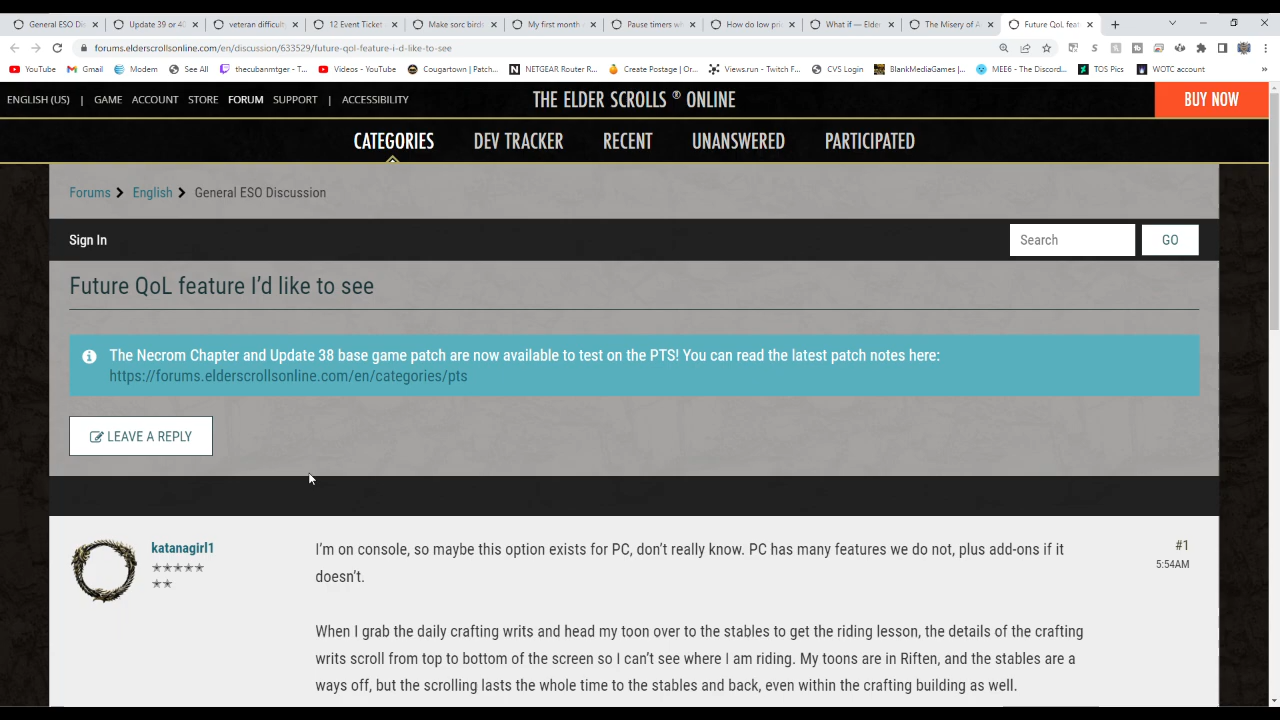 General ESO Dis
Update 39 or 40
veteran difficult
12 Event Ticket
Make sorc birds
My first month
Pause timers w
How do low pri
What if — Elder
The Misery of A
Future QoL feat
forums.elderscrollsonline.com/en/discussion/633529/future-qol-feature-i-d-like-to-see
YouTube
Gmail
Modem
See All
thecubanmtger - T...
Videos - YouTube
Cougartown | Patch...
NETGEAR Router R...
Create Postage | Or...
Views.run - Twitch F...
CVS Login
BlankMediaGames |...
MEE6 - The Discord...
TOS Pics
WOTC account
»
ENGLISH (US) | GAME ACCOUNT STORE FORUM SUPPORT | ACCESSIBILITY
THE ELDER SCROLLS ® ONLINE
BUY NOW
CATEGORIES DEV TRACKER RECENT UNANSWERED PARTICIPATED
Forums > English > General ESO Discussion
Sign In
Search
GO
Future QoL feature I’d like to see
The Necrom Chapter and Update 38 base game patch are now available to test on the PTS! You can read the latest patch notes here:
https://forums.elderscrollsonline.com/en/categories/pts
LEAVE A REPLY
katanagirl1
★★★★★
★★
#1
5:54AM
I’m on console, so maybe this option exists for PC, don’t really know. PC has many features we do not, plus add-ons if it
doesn’t.
When I grab the daily crafting writs and head my toon over to the stables to get the riding lesson, the details of the crafting
writs scroll from top to bottom of the screen so I can’t see where I am riding. My toons are in Riften, and the stables are a
ways off, but the scrolling lasts the whole time to the stables and back, even within the crafting building as well.